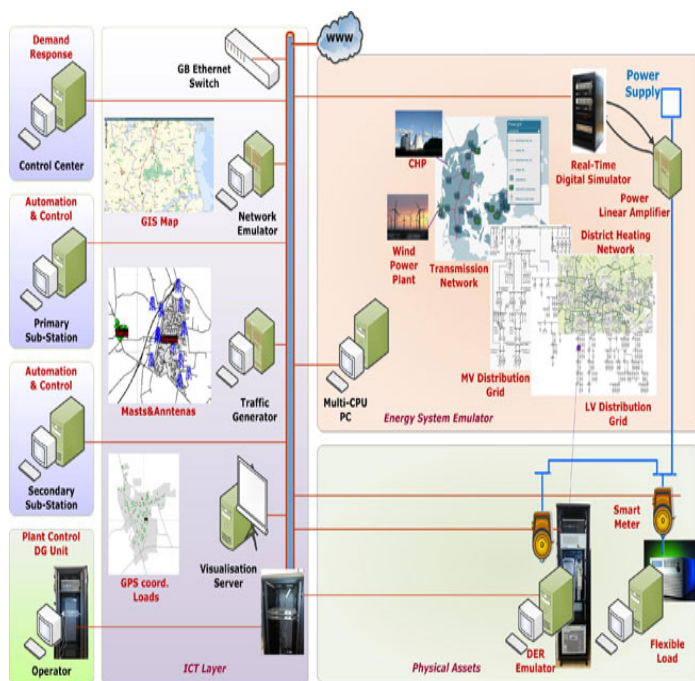 Demand
Response
Control Center
Automation
& Control
Primary
Sub-Station
Automation
& Control
Secondary
Sub-Station
Plant Control
DG Unit
Operator
GB Ethernet
Switch
GIS Map
Network
Emulator
Masts&Anntenas
Traffic
Generator
GPS coord.
Loads
Visualisation
Server
ICT Layer
www
Power
Supply
CHP
Real-Time
Digital Simulator
Power
Linear Amplifier
Wind
Power
Plant
Transmission
Network
District Heating
Network
Multi-CPU
PC
MV Distribution
Grid
LV Distribution
Grid
Energy System Emulator
Smart
Meter
DER
Emulator
Flexible
Load
Physical Assets